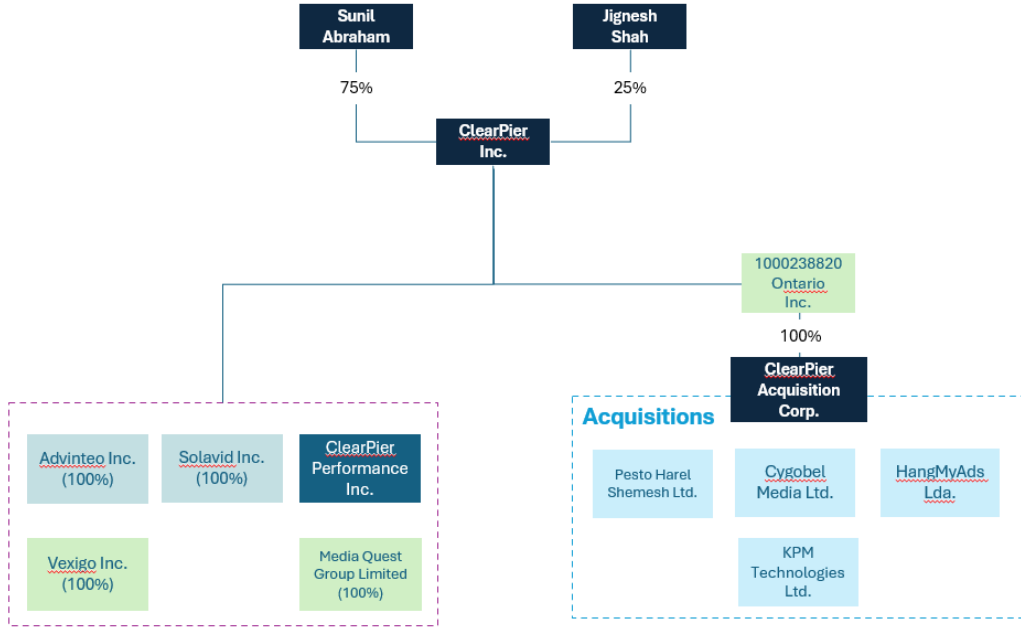 Sunil
Abraham
Jignesh
Shah
75%
25%
ClearPier
Inc.
1000238820
Ontario
Inc.
100%
ClearPier
Acquisition
Corp.
Acquisitions
Advinteo Inc.
(100%)
Solavid Inc.
(100%)
ClearPier
Performance
Inc.
Pesto Harel
Shemesh Ltd.
Cygobel
Media Ltd.
HangMyAds
Lda.
Vexigo Inc.
(100%)
Media Quest
Group Limited
(100%)
KPM
Technologies
Ltd.